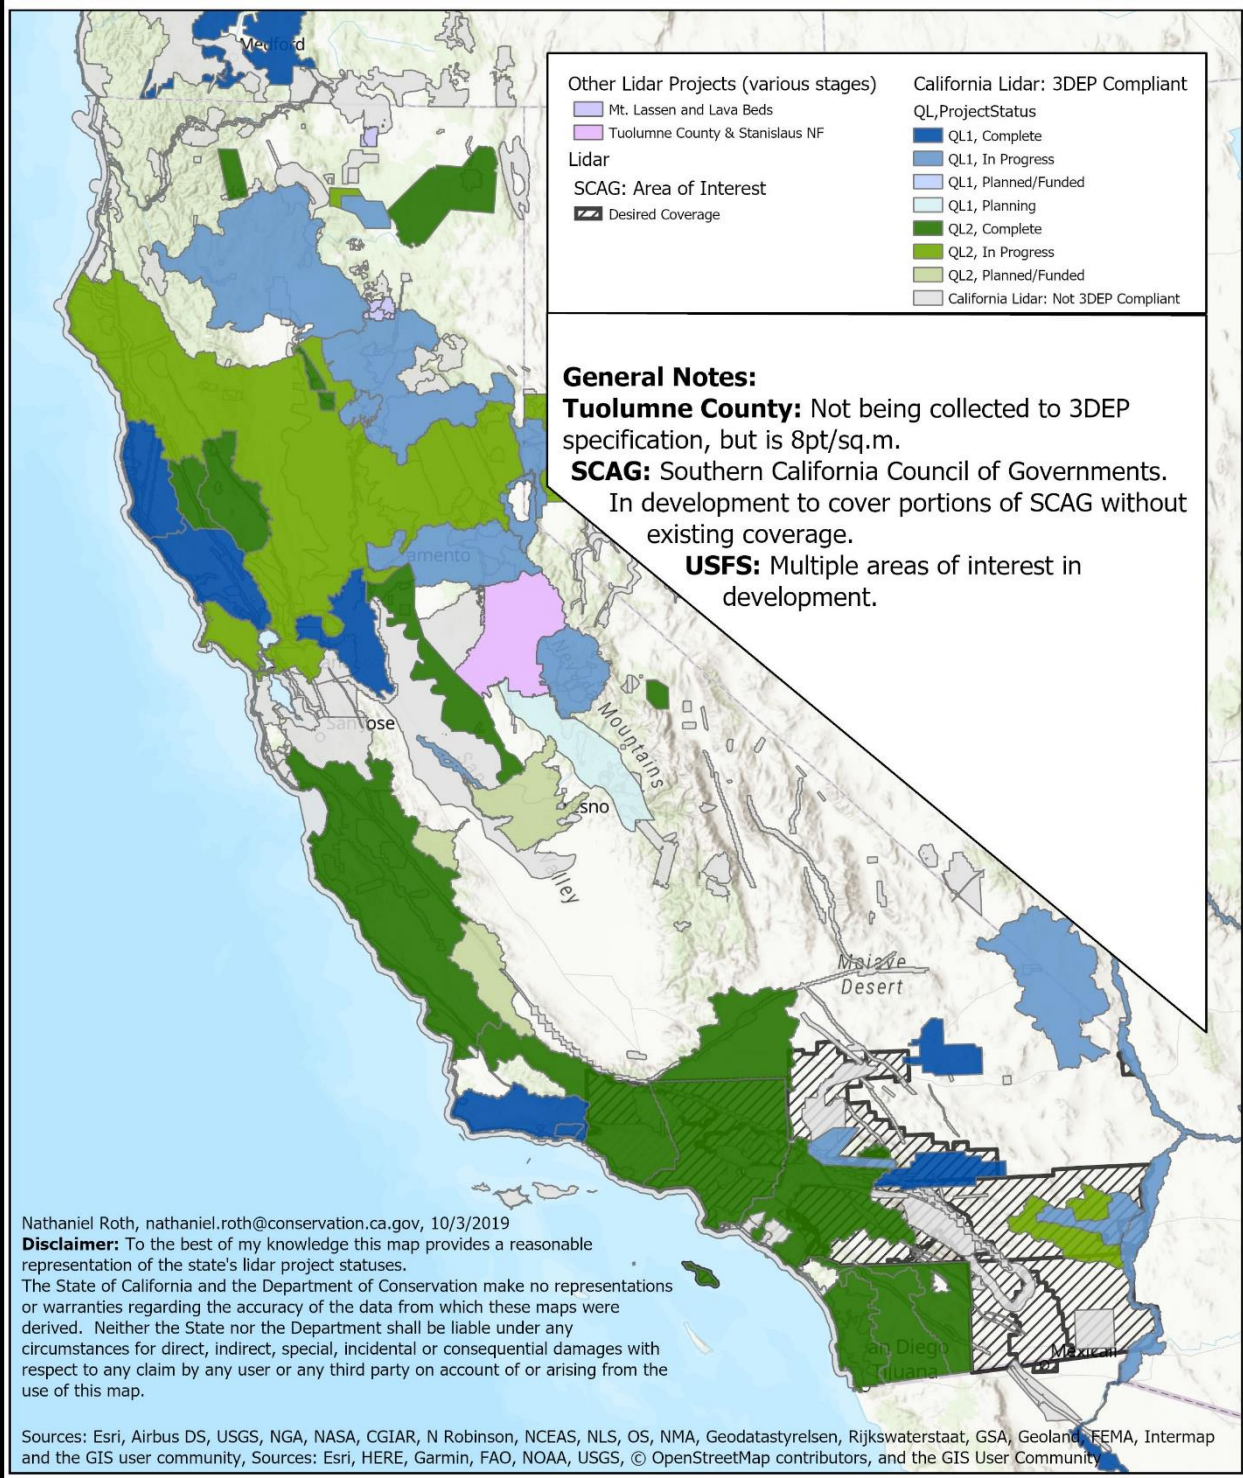 Medford
Other Lidar Projects (various stages)
Mt. Lassen and Lava Beds
Tuolumne County & Stanislaus NF
Lidar
SCAG: Area of Interest
Desired Coverage
California Lidar: 3DEP Compliant
QL,ProjectStatus
QL1, Complete
QL1, In Progress
QL1, Planned/Funded
QL1, Planning
QL2, Complete
QL2, In Progress
QL2, Planned/Funded
California Lidar: Not 3DEP Compliant
General Notes:
Tuolumne County: Not being collected to 3DEP
specification, but is 8pt/sq.m.
SCAG: Southern California Council of Governments.
In development to cover portions of SCAG without
existing coverage.
USFS: Multiple areas of interest in
development.
amento
San Jose
Mountains
esno
Valley
Mojave
Desert
an Diego
Tijuana
Mexicali
Nathaniel Roth, nathaniel.roth@conservation.ca.gov, 10/3/2019
Disclaimer: To the best of my knowledge this map provides a reasonable
representation of the state's lidar project statuses.
The State of California and the Department of Conservation make no representations
or warranties regarding the accuracy of the data from which these maps were
derived. Neither the State nor the Department shall be liable under any
circumstances for direct, indirect, special, incidental or consequential damages with
respect to any claim by any user or any third party on account of or arising from the
use of this map.
Sources: Esri, Airbus DS, USGS, NGA, NASA, CGIAR, N Robinson, NCEAS, NLS, OS, NMA, Geodatastyrelsen, Rijkswaterstaat, GSA, Geoland, FEMA, Intermap
and the GIS user community, Sources: Esri, HERE, Garmin, FAO, NOAA, USGS, © OpenStreetMap contributors, and the GIS User Community